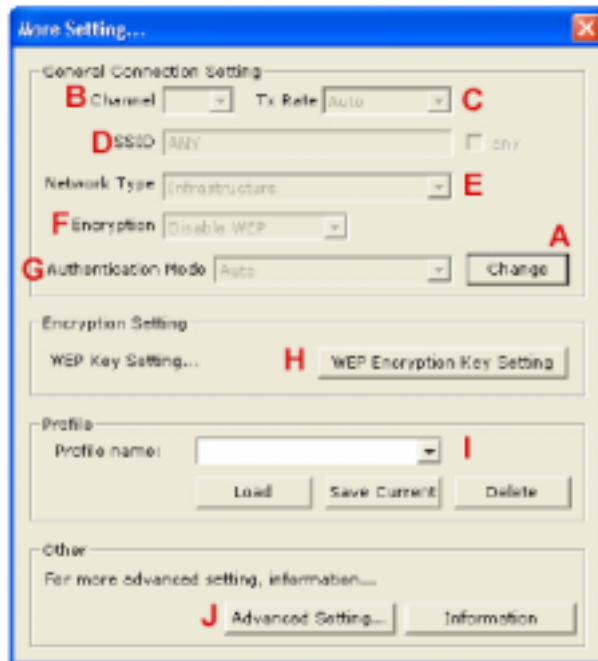 More Setting...
General Connection Setting
B Channel Tx Rate Auto C
D SSID ANY any
Network Type Infrastructure E
F Encryption Disable WEP
A
G Authentication Mode Auto Change
Encryption Setting
WEP Key Setting... H WEP Encryption Key Setting
Profile
Profile name: I
Load Save Current Delete
Other
For more advanced setting, information...
J Advanced Setting... Information